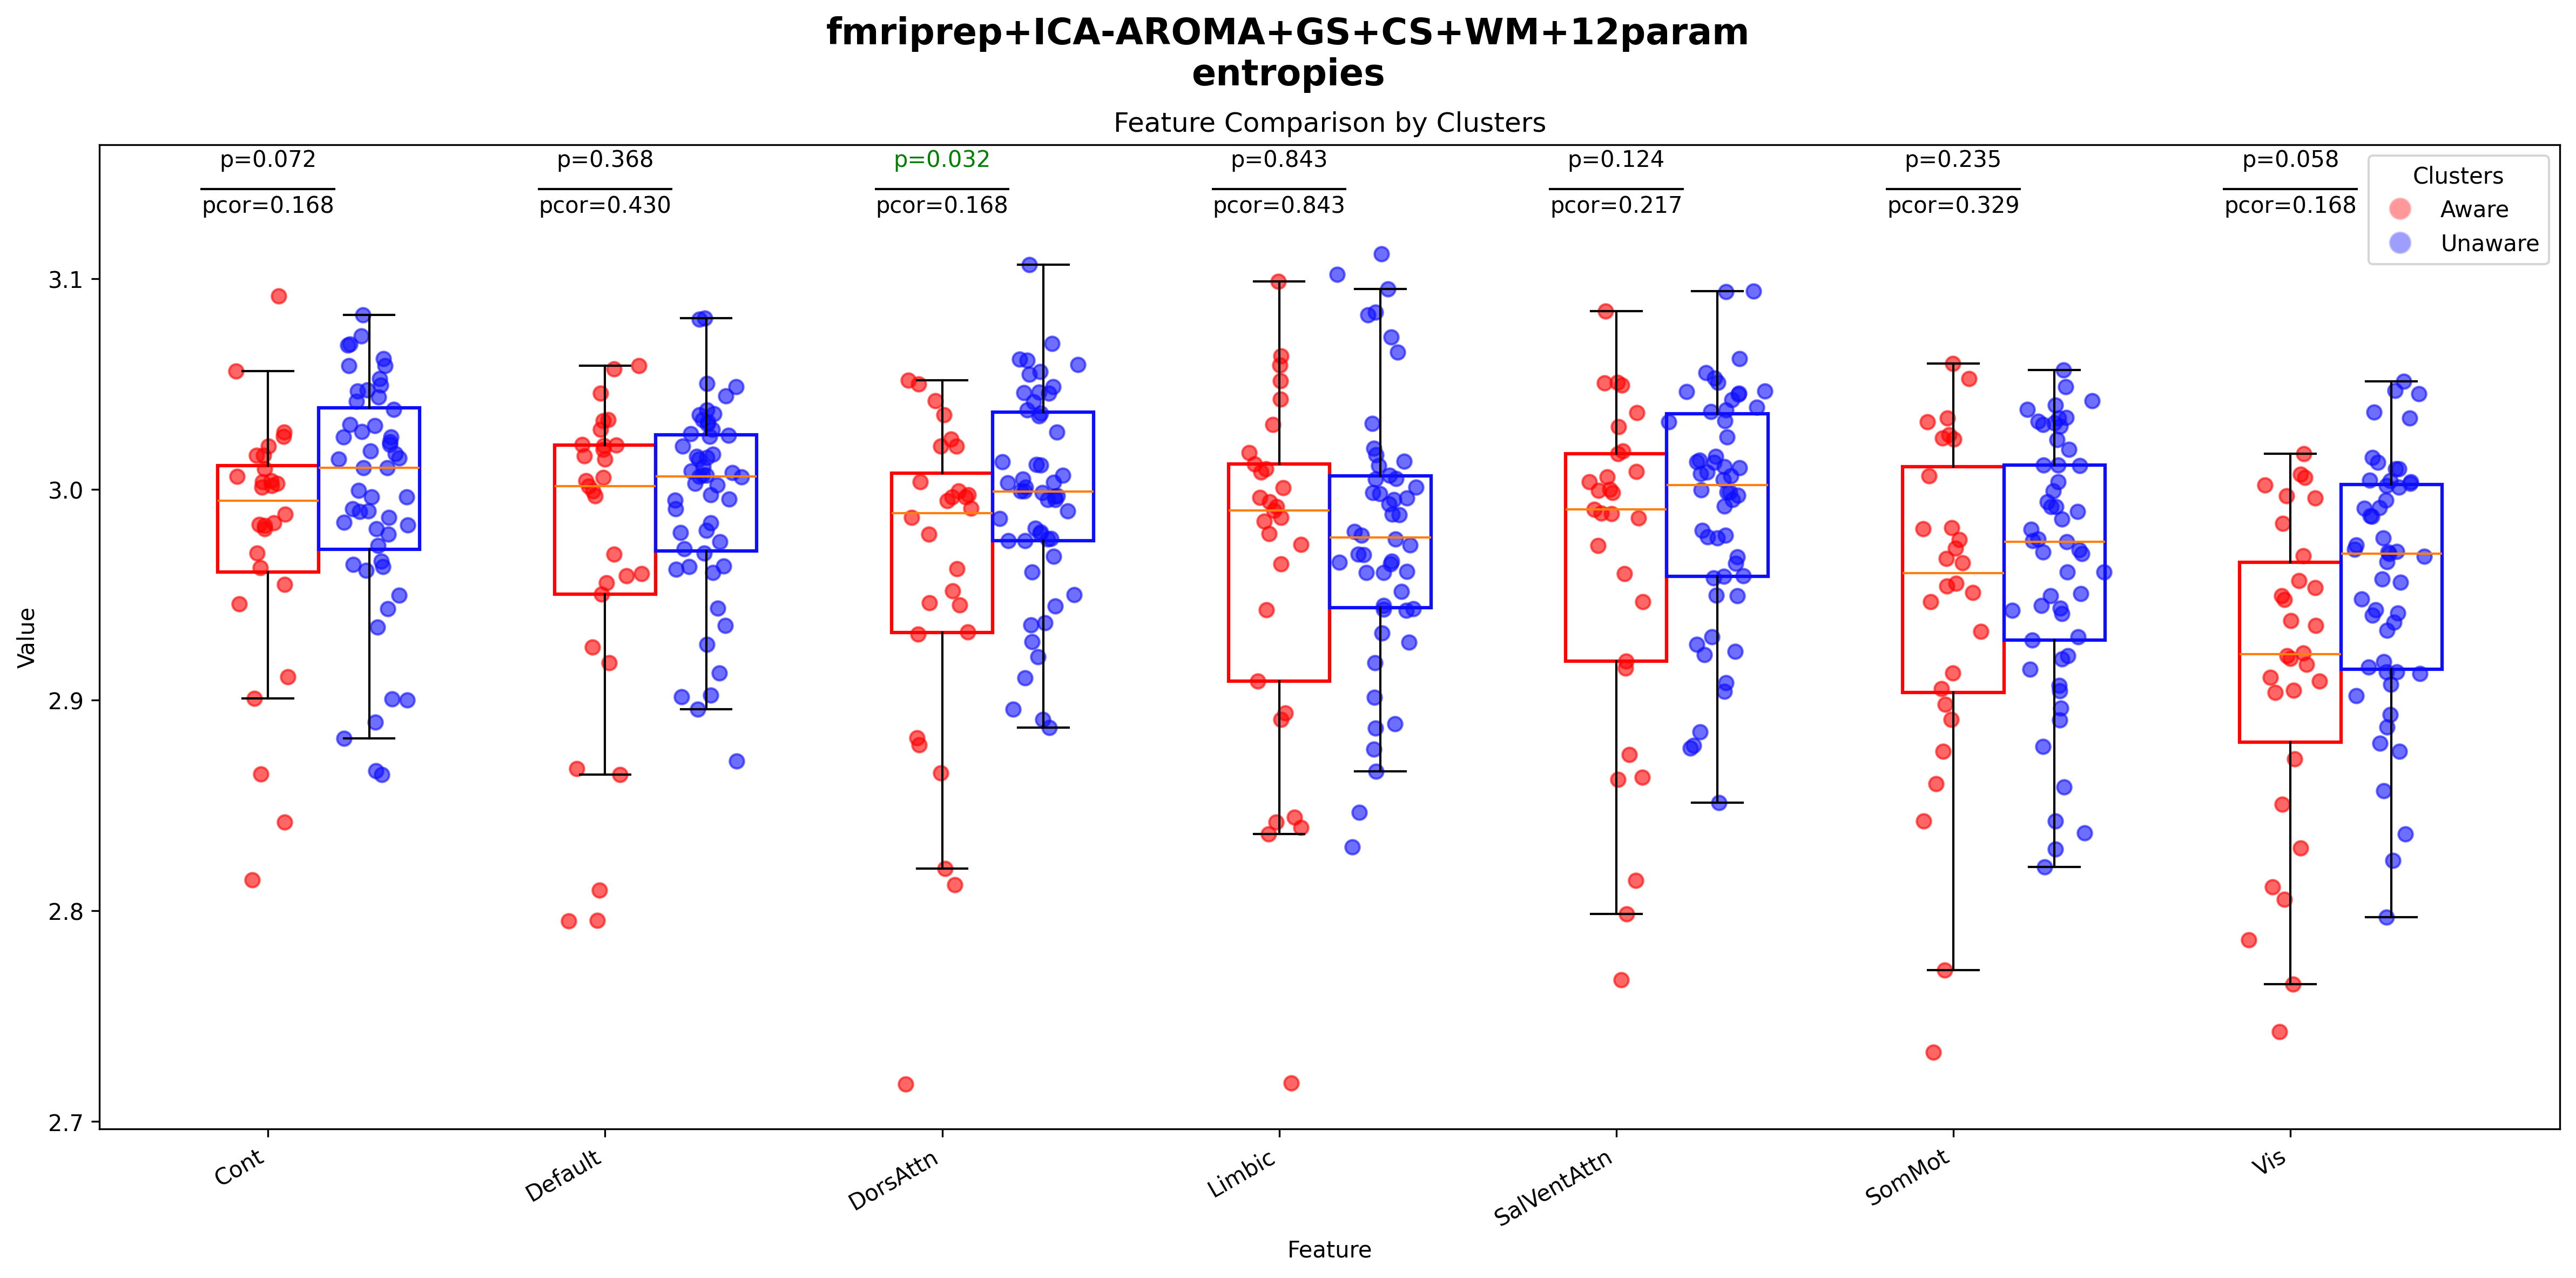 fmriprep+ICA-AROMA+GS+CS+WM+12param
entropies
Feature Comparison by Clusters
p=0.072 p=0.368 p=0.032 p=0.843 p=0.124 p=0.235 p=0.058
pcor=0.168 pcor=0.430 pcor=0.168 pcor=0.843 pcor=0.217 pcor=0.329 pcor=0.168
Clusters
Aware
Unaware
3.1
3.0
2.9
2.8
2.7
Value
Cont Default DorsAttn Limbic SalVentAttn SomMot Vis
Feature